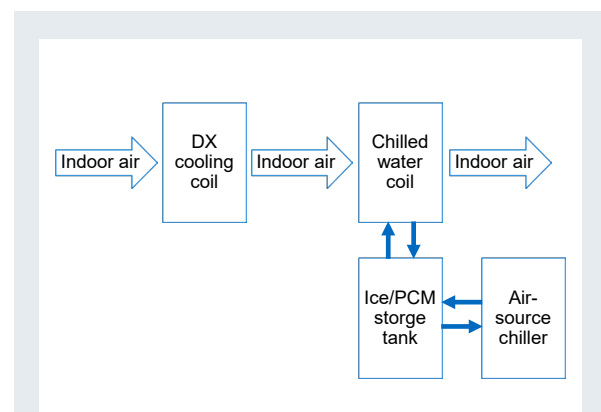 Indoor air
DX
cooling
coil
Indoor air
Chilled
water
coil
Indoor air
Ice/PCM
storge
tank
Air-
source
chiller